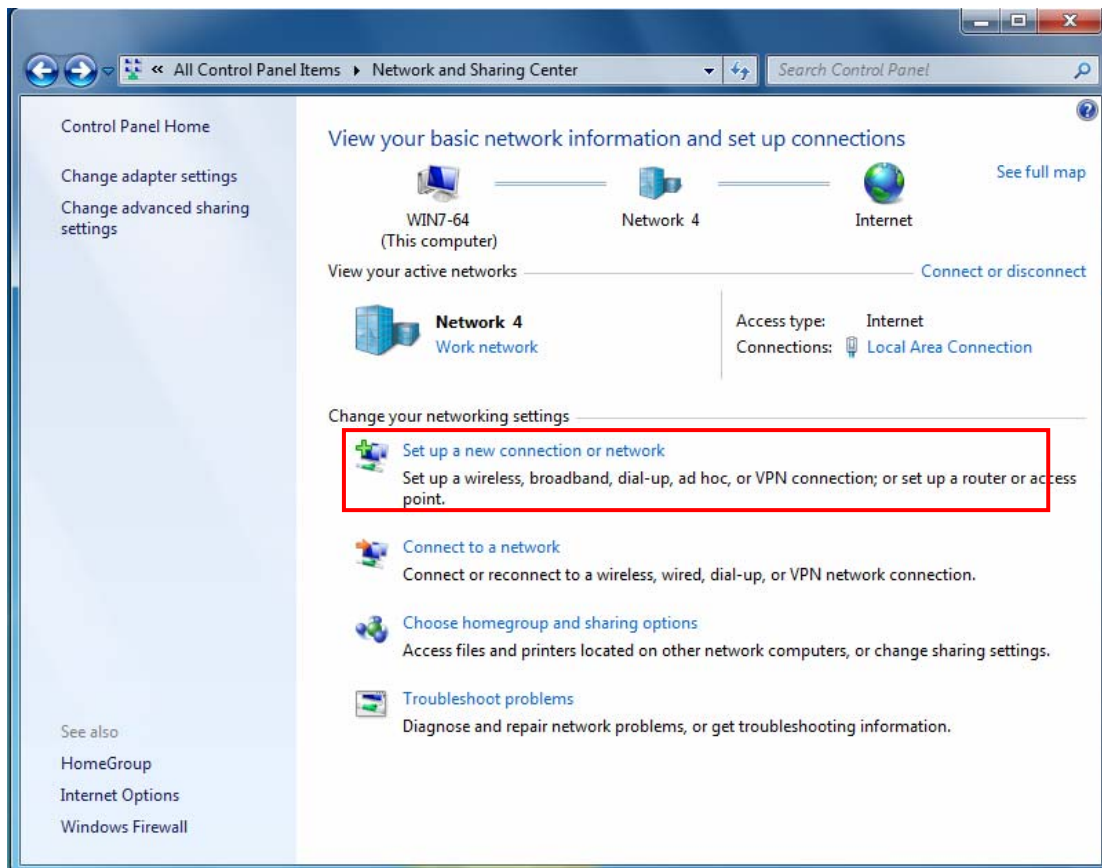 « All Control Panel Items ▸ Network and Sharing Center
Search Control Panel
Control Panel Home
Change adapter settings
Change advanced sharing
settings
See also
HomeGroup
Internet Options
Windows Firewall
View your basic network information and set up connections
See full map
WIN7-64
(This computer)
Network 4
Internet
View your active networks
Connect or disconnect
Network 4
Work network
Access type: Internet
Connections: Local Area Connection
Change your networking settings
Set up a new connection or network
Set up a wireless, broadband, dial-up, ad hoc, or VPN connection; or set up a router or access
point.
Connect to a network
Connect or reconnect to a wireless, wired, dial-up, or VPN network connection.
Choose homegroup and sharing options
Access files and printers located on other network computers, or change sharing settings.
Troubleshoot problems
Diagnose and repair network problems, or get troubleshooting information.